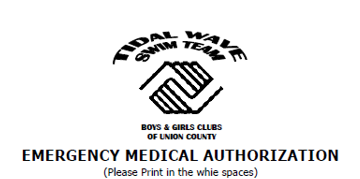 TIDAL WAVE
SWIM TEAM
BOYS & GIRLS CLUBS
OF UNION COUNTY
EMERGENCY MEDICAL AUTHORIZATION
(Please Print in the whie spaces)